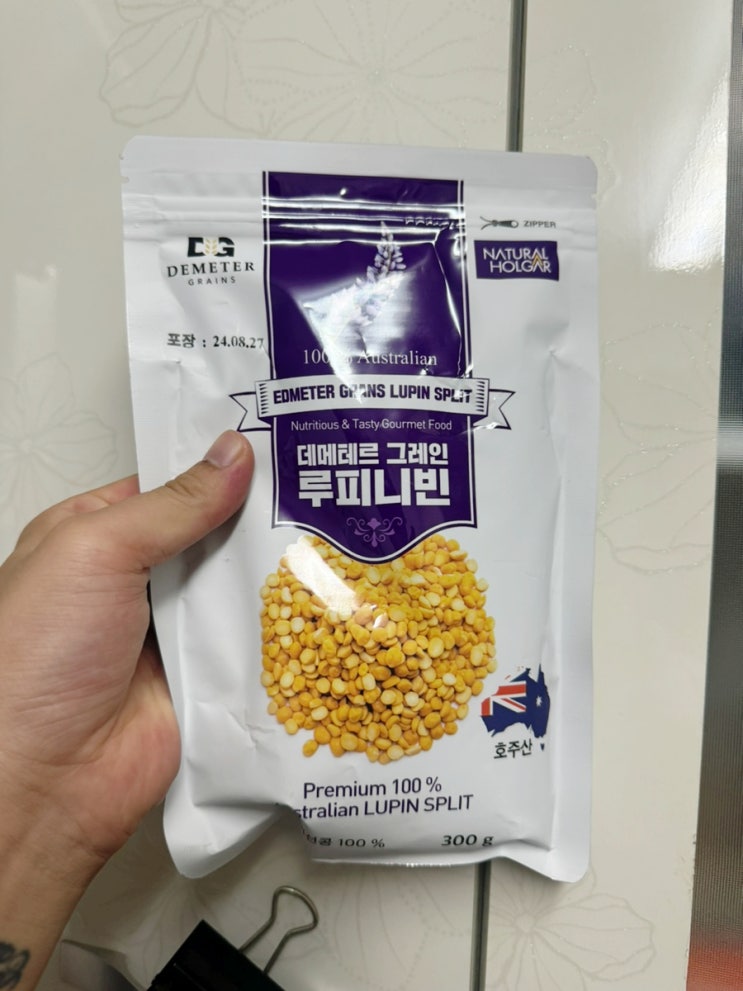 ZIPPER
DG
DEMETER
GRAINS
NATURAL
HOLGAR
포장 : 24.08.27
100% Australian
EDMETER GRANS LUPIN SPLIT
Nutritious & Tasty Gourmet Food
데메테르 그레인
루피니빈
호주산
Premium 100 %
LUPIN SPLIT
100 %
300 g